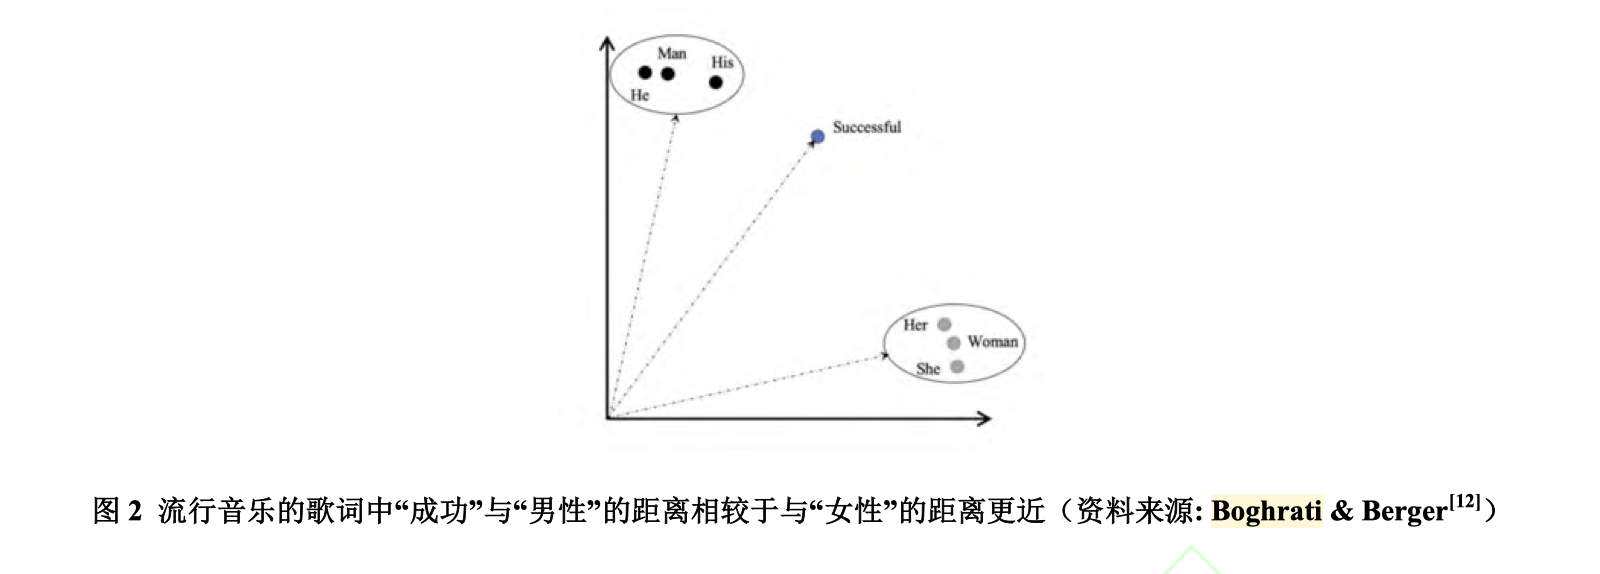 Man
His
He
Successful
Her
Woman
She
图 2 流行音乐的歌词中“成功”与“男性”的距离相较于与“女性”的距离更近（资料来源: Boghrati & Berger[12]）